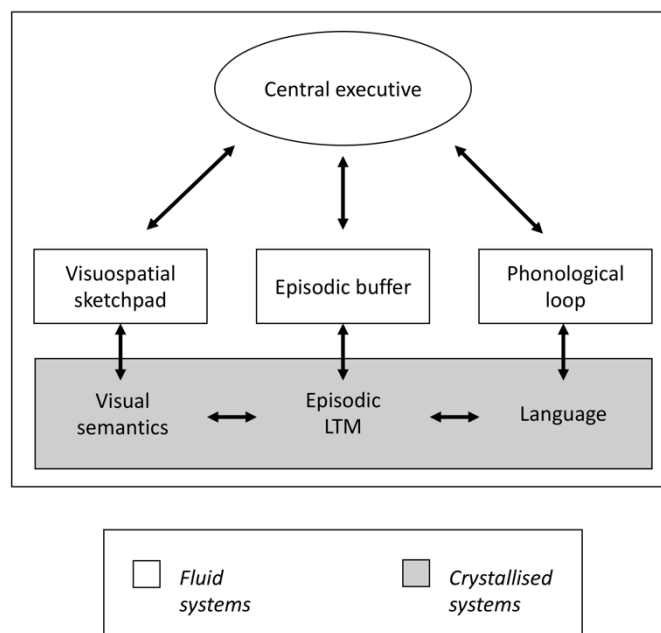 Central executive
Visuospatial
sketchpad
Episodic buffer
Phonological
loop
Visual
semantics
Episodic
LTM
Language
Fluid
systems
Crystallised
systems